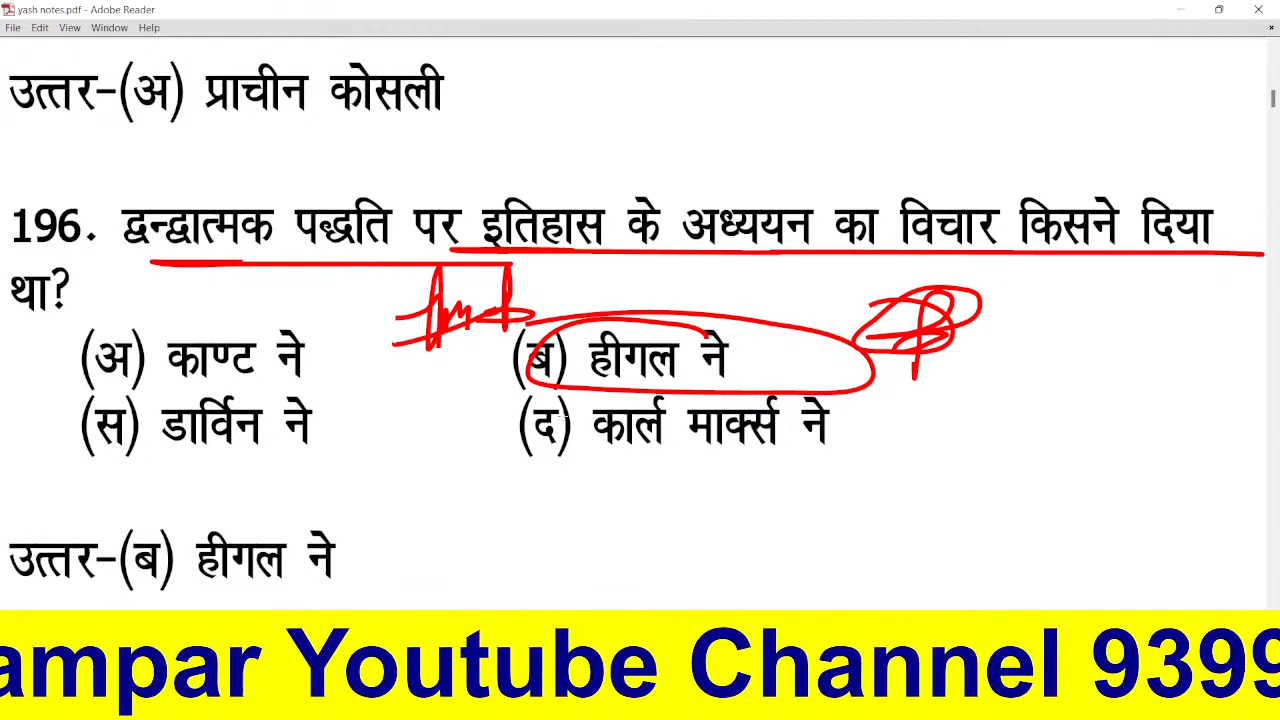 yash notes.pdf - Adobe Reader
File Edit View Window Help
उत्तर-(अ) प्राचीन कोसली
196. द्वन्द्वात्मक पद्धति पर इतिहास के अध्ययन का विचार किसने दिया
था?
(अ) काण्ट ने (ब) हीगल ने
(स) डार्विन ने (द) कार्ल मार्क्स ने
उत्तर-(ब) हीगल ने
ampar Youtube Channel 9399